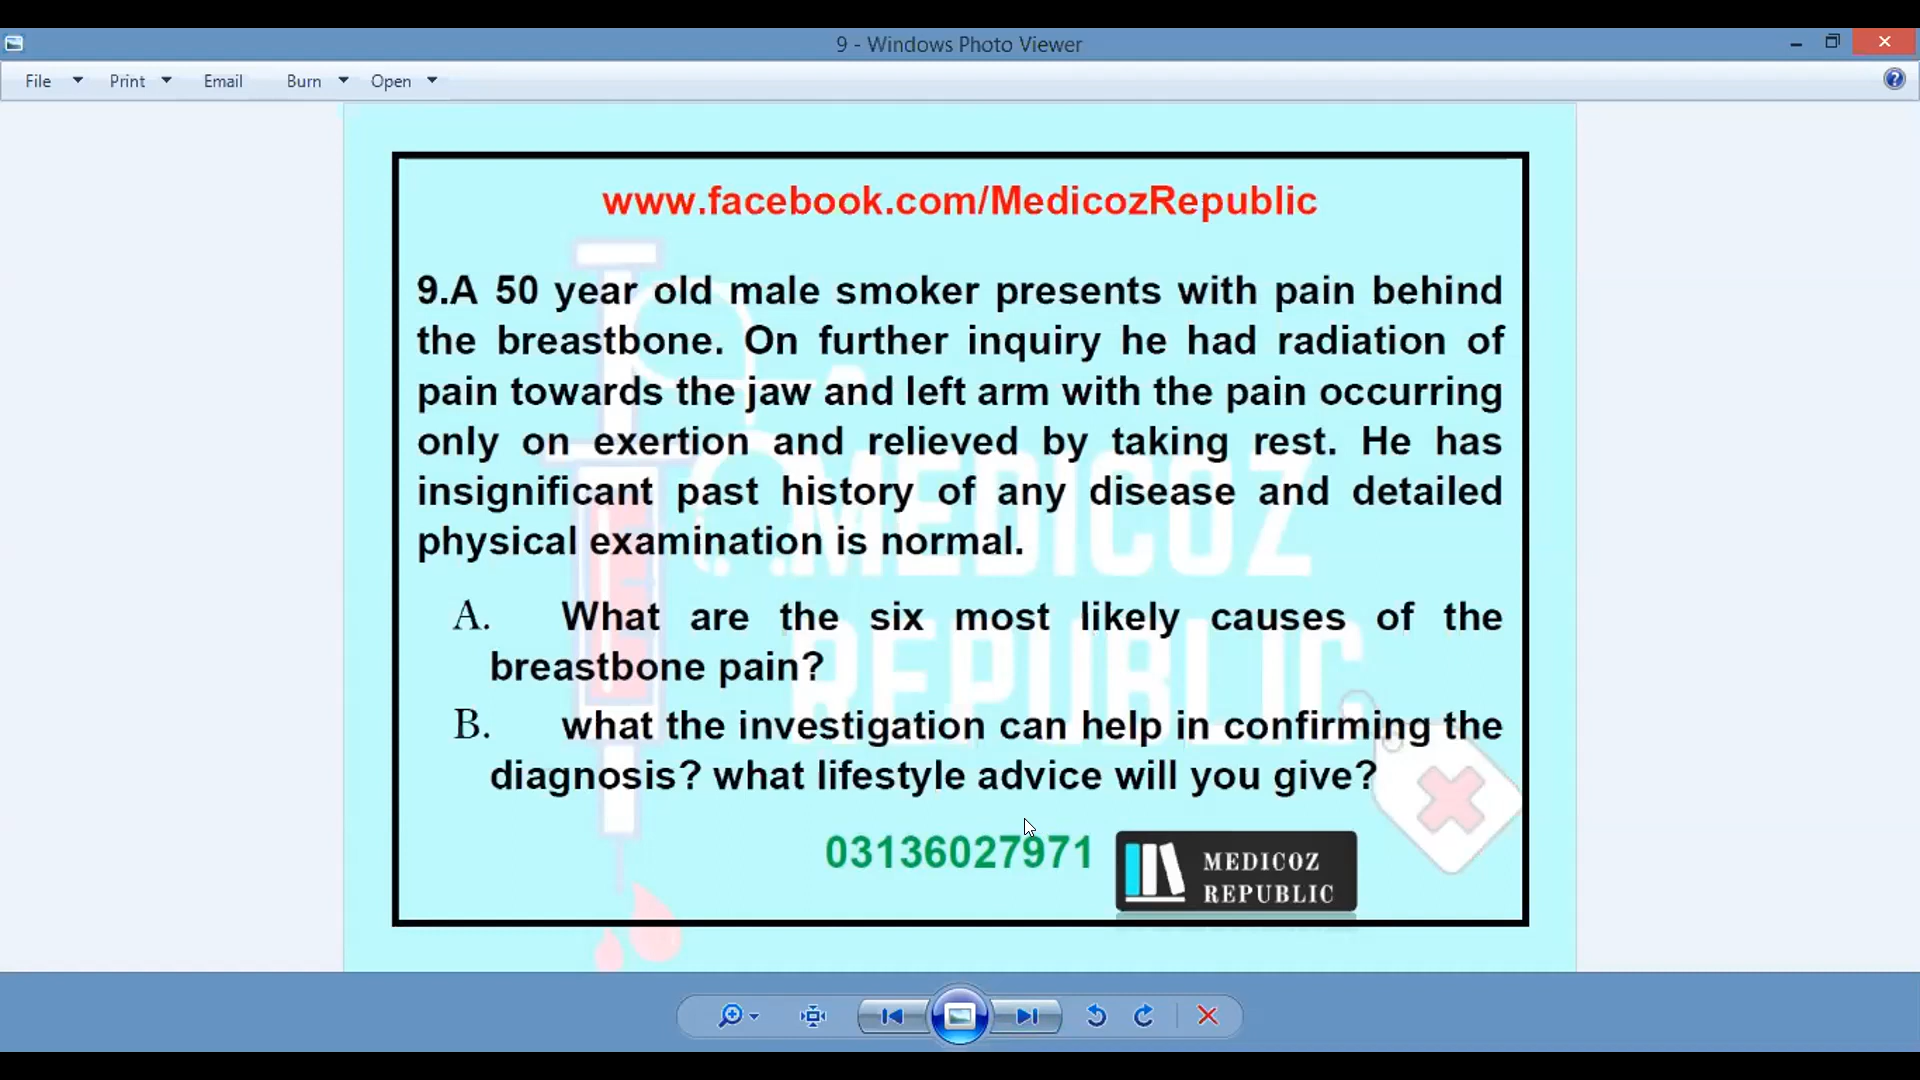 9 - Windows Photo Viewer
File Print Email Burn Open
www.facebook.com/MedicozRepublic
9.A 50 year old male smoker presents with pain behind
the breastbone. On further inquiry he had radiation of
pain towards the jaw and left arm with the pain occurring
only on exertion and relieved by taking rest. He has
insignificant past history of any disease and detailed
physical examination is normal.
A. What are the six most likely causes of the
breastbone pain?
B. what the investigation can help in confirming the
diagnosis? what lifestyle advice will you give?
03136027971
MEDICOZ
REPUBLIC
MEDICOZ
REPUBLIC